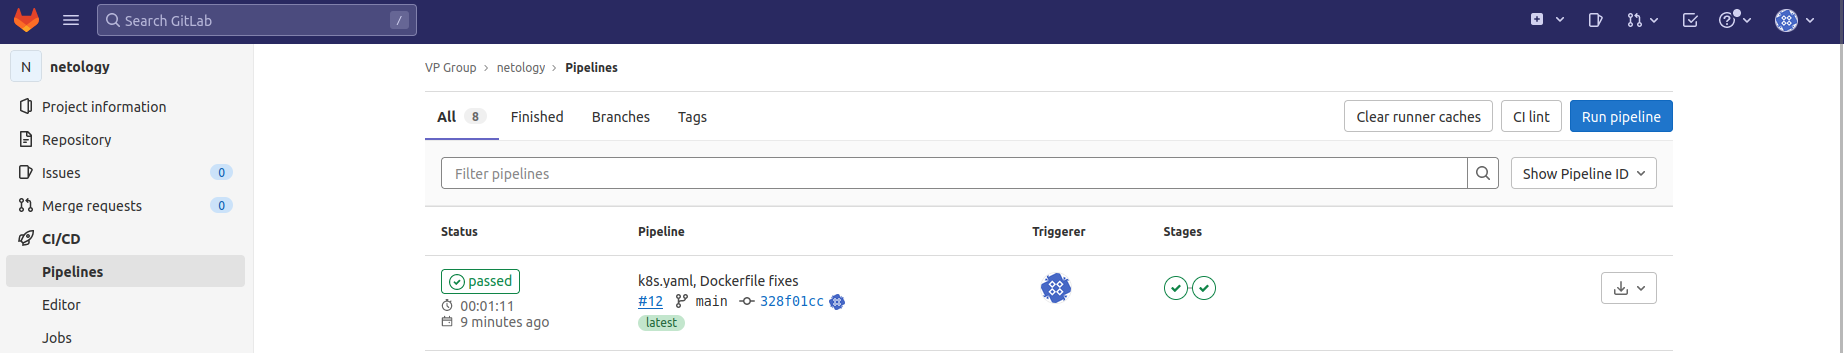 Search GitLab /
N netology
Project information
Repository
Issues 0
Merge requests 0
CI/CD
Pipelines
Editor
Jobs
VP Group › netology › Pipelines
All 8 Finished Branches Tags Clear runner caches CI lint Run pipeline
Filter pipelines Show Pipeline ID
Status Pipeline Triggerer Stages
passed k8s.yaml, Dockerfile fixes
00:01:11 #12 main 328f01cc
9 minutes ago latest